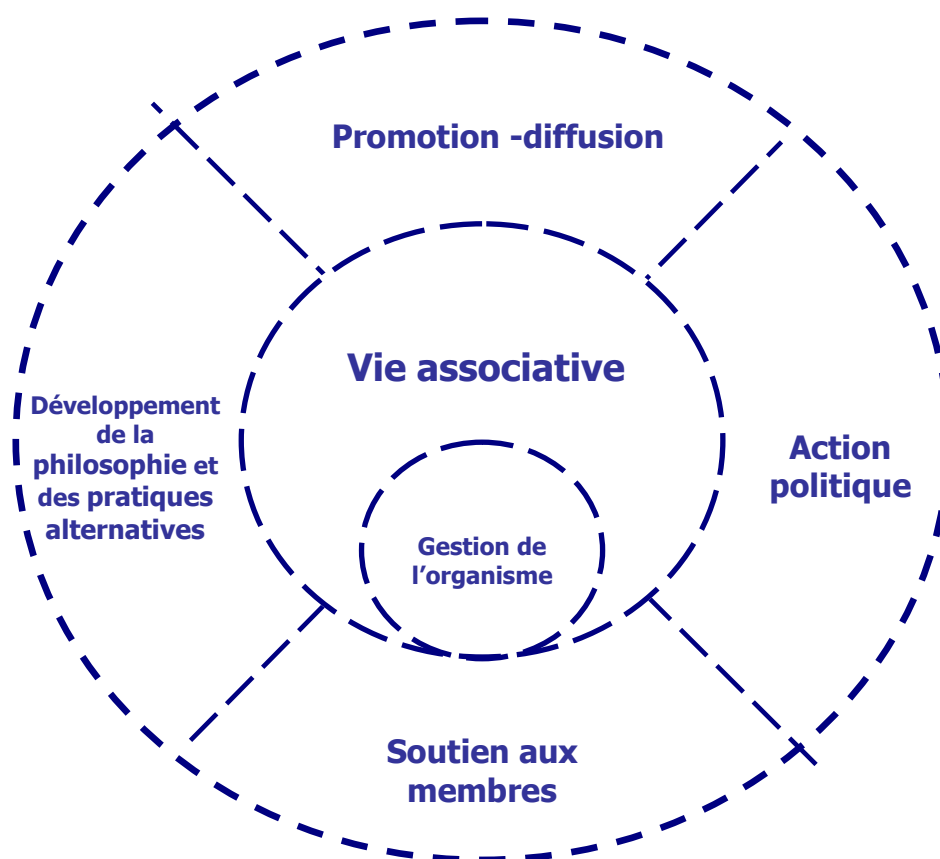 Promotion -diffusion
Vie associative
Développement
de la
philosophie et
des pratiques
alternatives
Action
politique
Gestion de
l'organisme
Soutien aux
membres